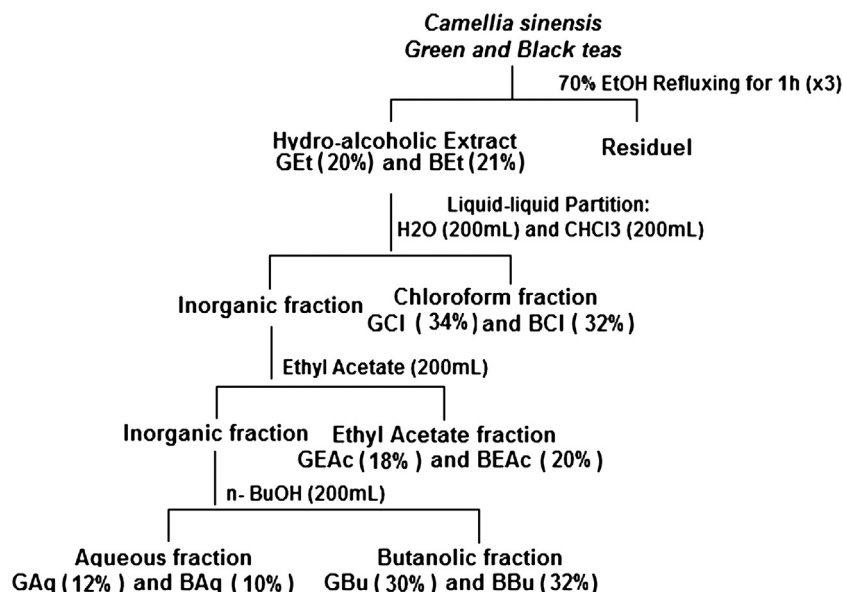 Camellia sinensis
Green and Black teas
70% EtOH Refluxing for 1h (x3)
Hydro-alcoholic Extract
GEt (20%) and BEt (21%)
Residuel
Liquid-liquid Partition:
H2O (200mL) and CHCl3 (200mL)
Inorganic fraction
Chloroform fraction
GCl ( 34%) and BCl ( 32%)
Ethyl Acetate (200mL)
Inorganic fraction
Ethyl Acetate fraction
GEAc (18% ) and BEAc ( 20% )
n- BuOH (200mL)
Aqueous fraction
GAq (12% ) and BAq ( 10% )
Butanolic fraction
GBu (30%) and BBu (32%)